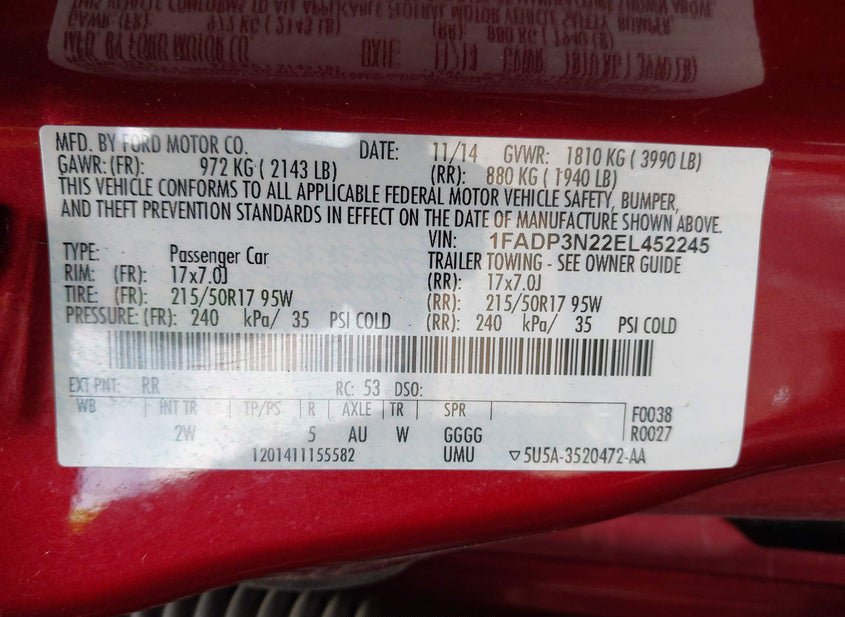 MFD. BY FORD MOTOR CO. DATE: 11/14 GVWR: 1810 KG ( 3990 LB)
GAWR: (FR): 972 KG ( 2143 LB) (RR): 880 KG ( 1940 LB)
THIS VEHICLE CONFORMS TO ALL APPLICABLE FEDERAL MOTOR VEHICLE SAFETY, BUMPER,
AND THEFT PREVENTION STANDARDS IN EFFECT ON THE DATE OF MANUFACTURE SHOWN ABOVE.
VIN: 1FADP3N22EL452245
TYPE: Passenger Car TRAILER TOWING - SEE OWNER GUIDE
RIM: (FR): 17x7.0J (RR): 17x7.0J
TIRE: (FR): 215/50R17 95W (RR): 215/50R17 95W
PRESSURE: (FR): 240 kPa/ 35 PSI COLD (RR): 240 kPa/ 35 PSI COLD
EXT PNT: RR RC: 53 DSO:
WB INT TR TP/PS R AXLE TR SPR F0038
2W 5 AU W GGGG R0027
1201411155582 UMU ▽5U5A-3520472-AA